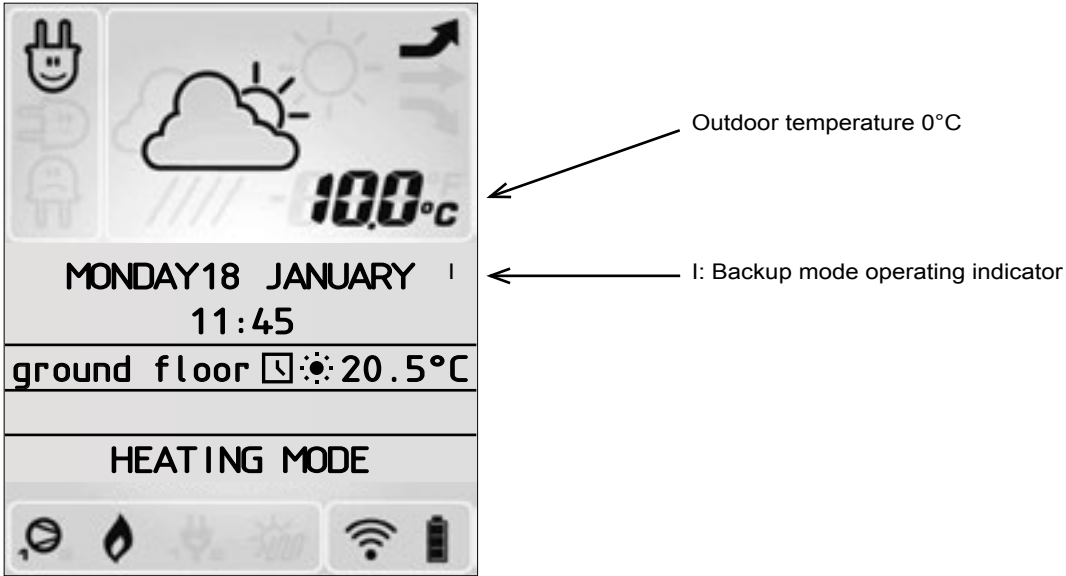 10.0°C
Outdoor temperature 0°C
MONDAY18 JANUARY I
I: Backup mode operating indicator
11:45
ground floor 20.5°C
HEATING MODE
1